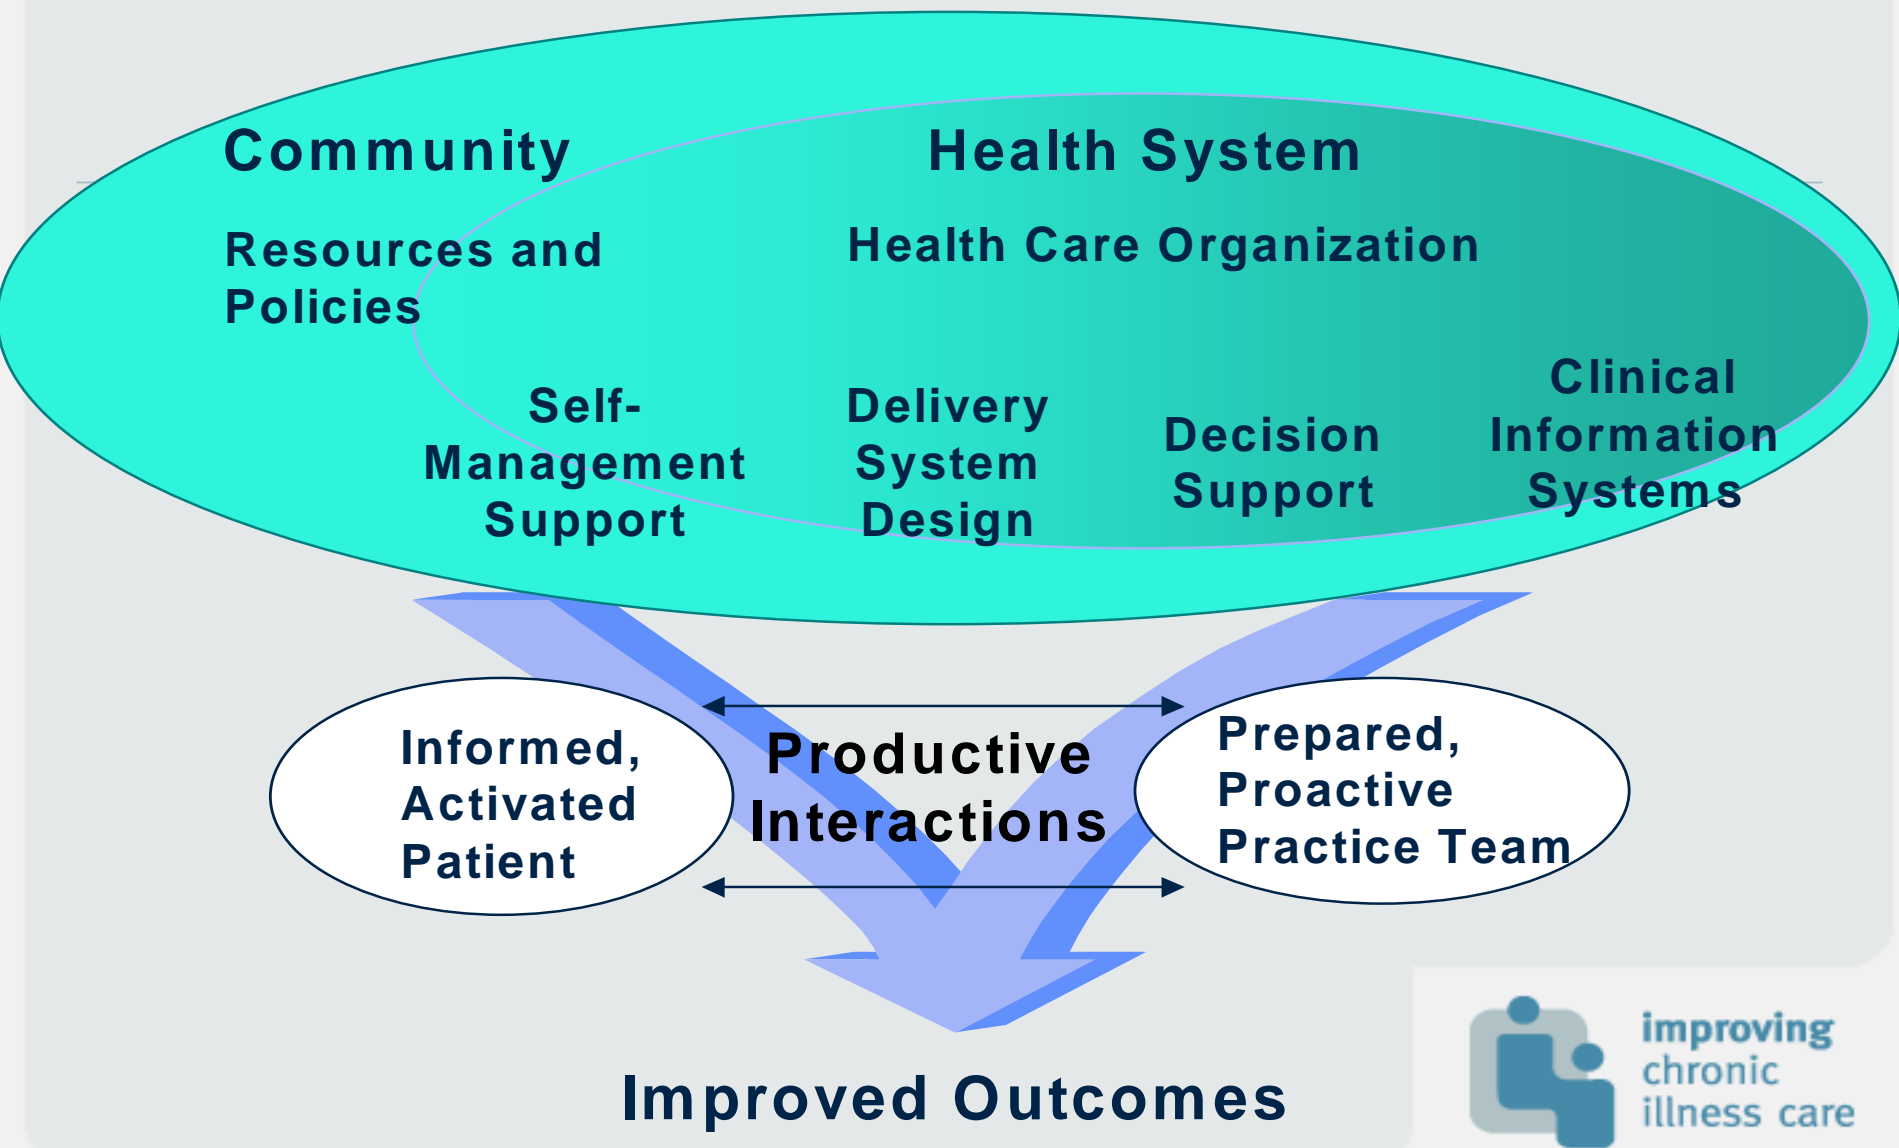 Community
Health System
Resources and
Policies
Health Care Organization
Self-
Management
Support
Delivery
System
Design
Decision
Support
Clinical
Information
Systems
Informed,
Activated
Patient
Productive
Interactions
Prepared,
Proactive
Practice Team
Improved Outcomes
improving
chronic
illness care